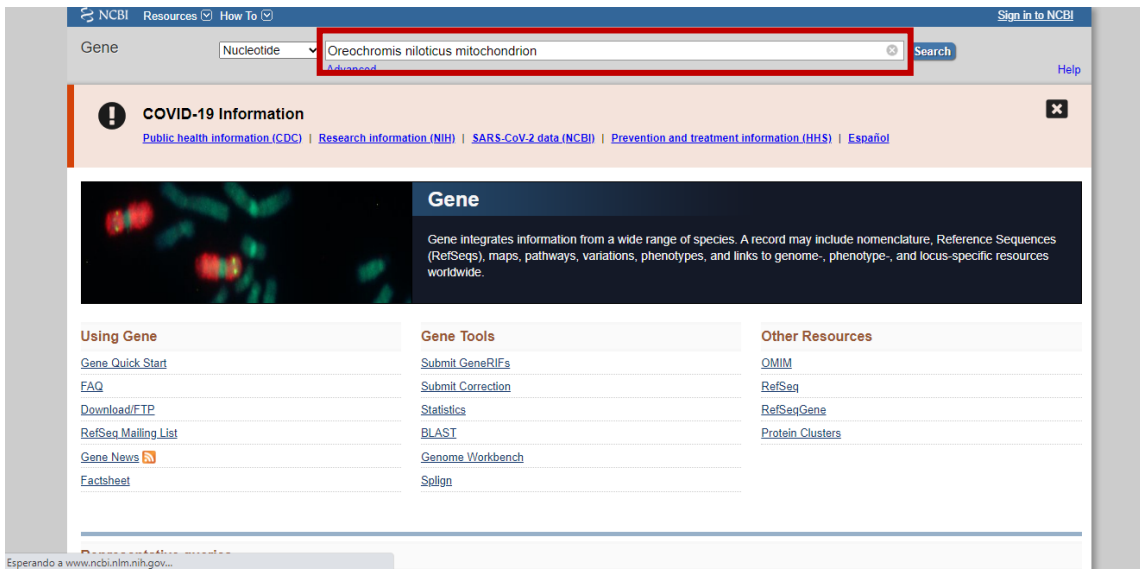 NCBI Resources How To Sign in to NCBI
Gene Nucleotide Oreochromis niloticus mitochondrion Search
Advanced Help
COVID-19 Information
Public health information (CDC) | Research information (NIH) | SARS-CoV-2 data (NCBI) | Prevention and treatment information (HHS) | Español
Gene
Gene integrates information from a wide range of species. A record may include nomenclature, Reference Sequences
(RefSeqs), maps, pathways, variations, phenotypes, and links to genome-, phenotype-, and locus-specific resources
worldwide.
Using Gene
Gene Quick Start
FAQ
Download/FTP
RefSeq Mailing List
Gene News
Factsheet
Gene Tools
Submit GeneRIFs
Submit Correction
Statistics
BLAST
Genome Workbench
Splign
Other Resources
OMIM
RefSeq
RefSeqGene
Protein Clusters
Representative queries
Esperando a www.ncbi.nlm.nih.gov...